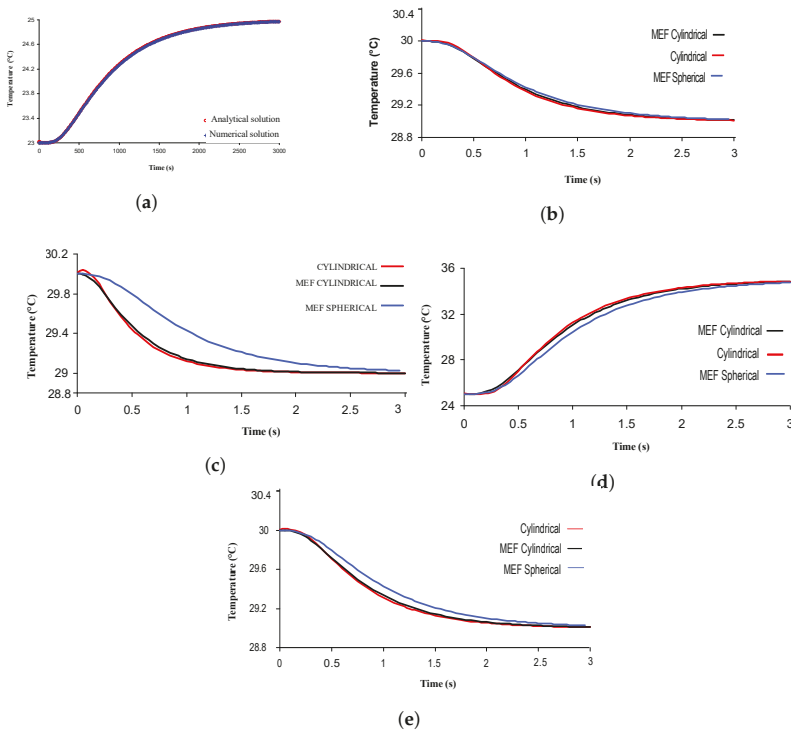 25
24.6
24.2
23.8
23.4
23
Temperature (°C)
Analytical solution
Numerical solution
0 500 1000 1500 2000 2500 3000
Time (s)
(a)
30.4
30
29.6
29.2
28.8
Temperature (°C)
MEF Cylindrical
Cylindrical
MEF Spherical
0 0.5 1 1.5 2 2.5 3
Time (s)
(b)
30.2
29.8
29.4
29
28.8
Temperature (°C)
CYLINDRICAL
MEF CYLINDRICAL
MEF SPHERICAL
0 0.5 1 1.5 2 2.5 3
Time (s)
(c)
36
32
28
24
Temperature (°C)
MEF Cylindrical
Cylindrical
MEF Spherical
0 0.5 1 1.5 2 2.5 3
Time (s)
(d)
30.4
30
29.6
29.2
28.8
Temperature (°C)
Cylindrical
MEF Cylindrical
MEF Spherical
0 0.5 1 1.5 2 2.5 3
Time (s)
(e)